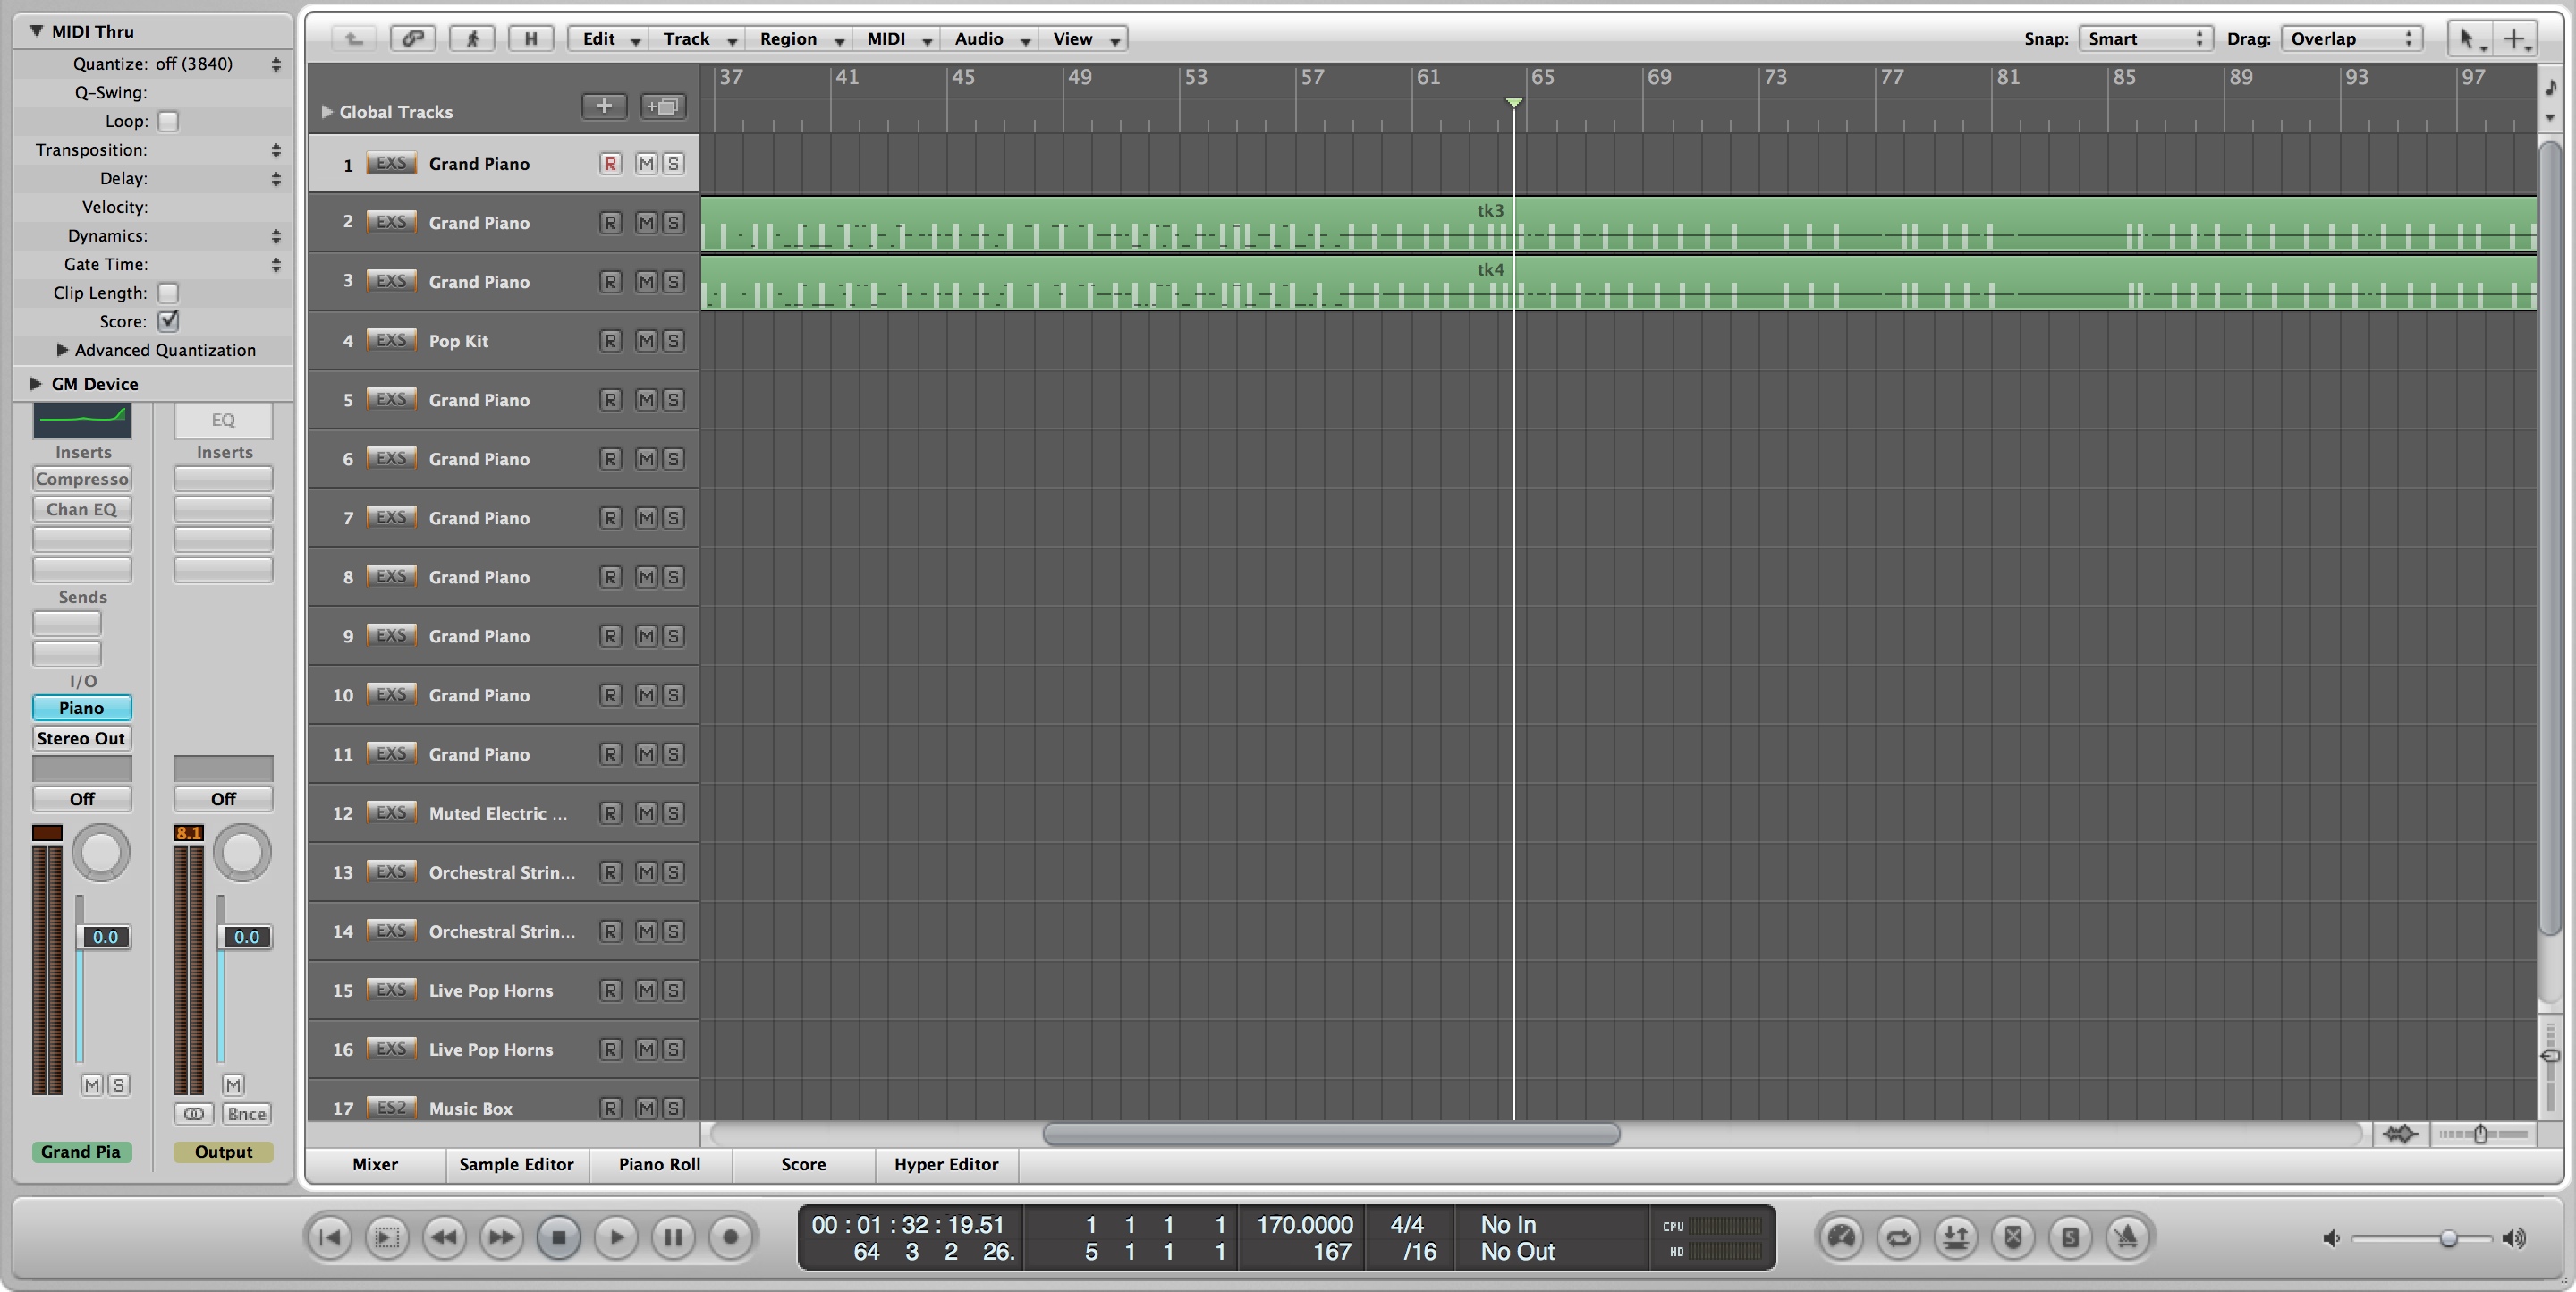 MIDI Thru
Quantize: off (3840)
Q-Swing:
Loop:
Transposition:
Delay:
Velocity:
Dynamics:
Gate Time:
Clip Length:
Score:
Advanced Quantization
GM Device
EQ
Inserts Inserts
Compresso
Chan EQ
Sends
I/O
Piano
Stereo Out
Off Off
8.1
0.0 0.0
M S M
Bnce
Grand Pia Output
H Edit Track Region MIDI Audio View Snap: Smart Drag: Overlap
37 41 45 49 53 57 61 65 69 73 77 81 85 89 93 97
Global Tracks
1 EXS Grand Piano R M S
2 EXS Grand Piano R M S tk3
3 EXS Grand Piano R M S tk4
4 EXS Pop Kit R M S
5 EXS Grand Piano R M S
6 EXS Grand Piano R M S
7 EXS Grand Piano R M S
8 EXS Grand Piano R M S
9 EXS Grand Piano R M S
10 EXS Grand Piano R M S
11 EXS Grand Piano R M S
12 EXS Muted Electric ... R M S
13 EXS Orchestral Strin... R M S
14 EXS Orchestral Strin... R M S
15 EXS Live Pop Horns R M S
16 EXS Live Pop Horns R M S
17 ES2 Music Box R M S
Mixer Sample Editor Piano Roll Score Hyper Editor
00 : 01 : 32 : 19.51 1 1 1 1 170.0000 4/4 No In CPU
64 3 2 26. 5 1 1 1 167 /16 No Out HD
S